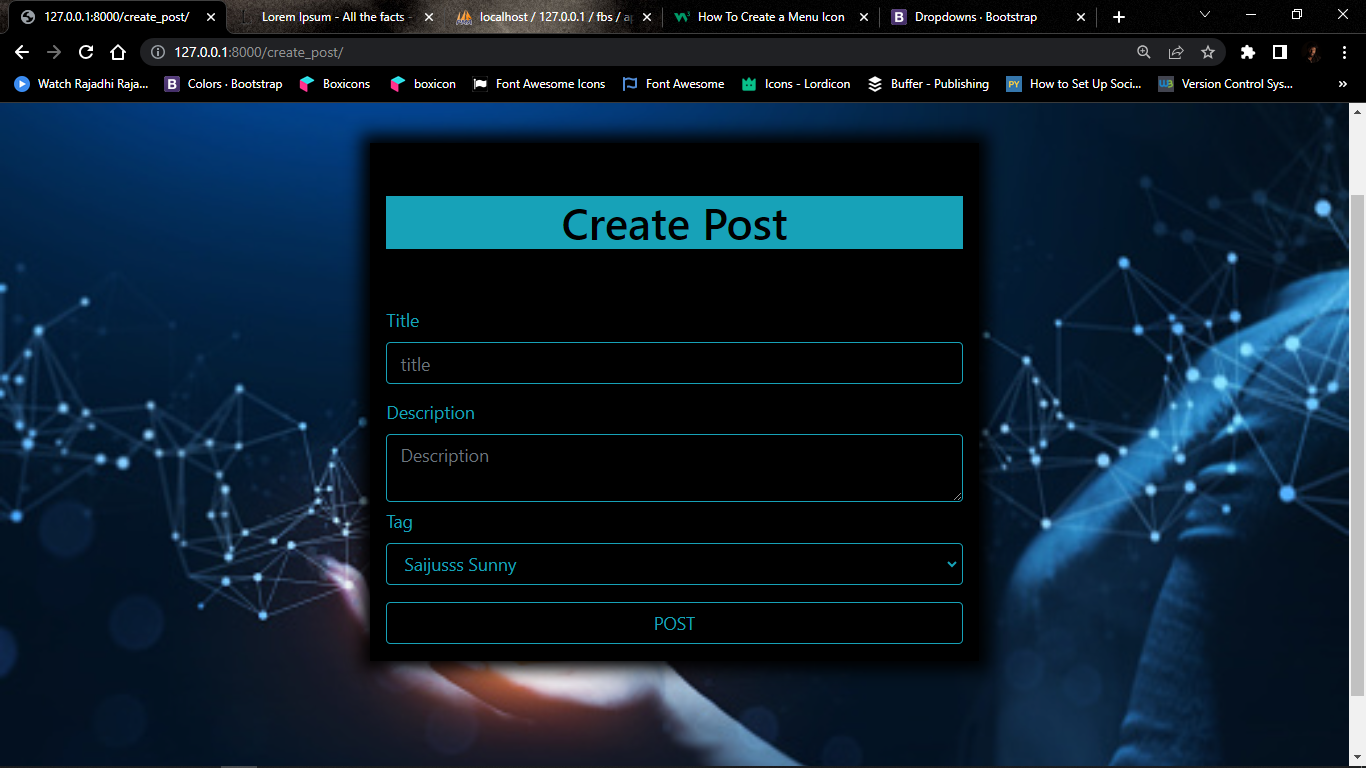 127.0.0.1:8000/create_post/
Lorem Ipsum - All the facts -
localhost / 127.0.0.1 / fbs / ap
How To Create a Menu Icon
Dropdowns · Bootstrap
127.0.0.1:8000/create_post/
Watch Rajadhi Raja...
Colors · Bootstrap
Boxicons
boxicon
Font Awesome Icons
Font Awesome
Icons - Lordicon
Buffer - Publishing
How to Set Up Soci...
Version Control Sys...
Create Post
Title
title
Description
Description
Tag
Saijusss Sunny
POST